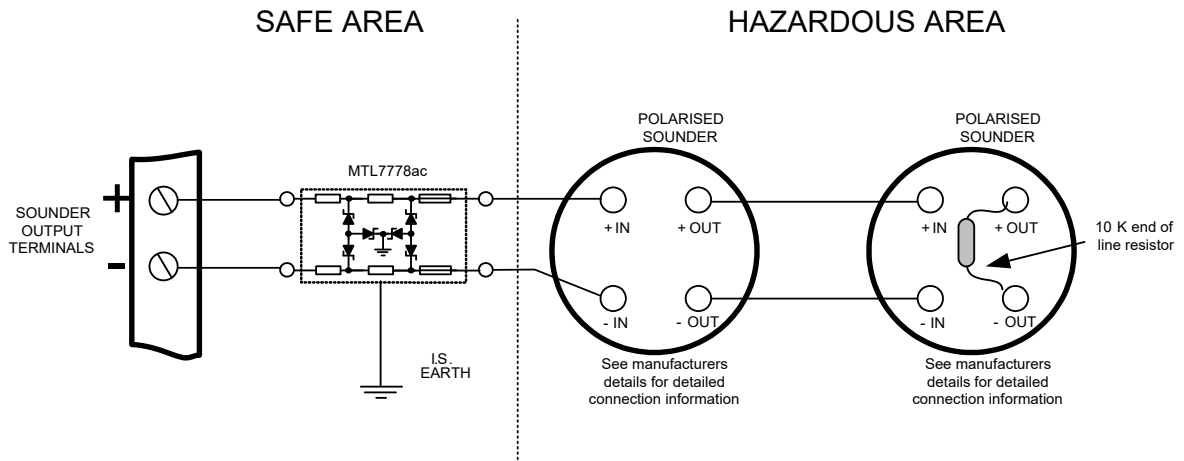 SAFE AREA
HAZARDOUS AREA
POLARISED
SOUNDER
POLARISED
SOUNDER
MTL7778ac
+
-
SOUNDER
OUTPUT
TERMINALS
+ IN
+ OUT
- IN
- OUT
+ IN
+ OUT
- IN
- OUT
10 K end of
line resistor
I.S.
EARTH
See manufacturers
details for detailed
connection information
See manufacturers
details for detailed
connection information